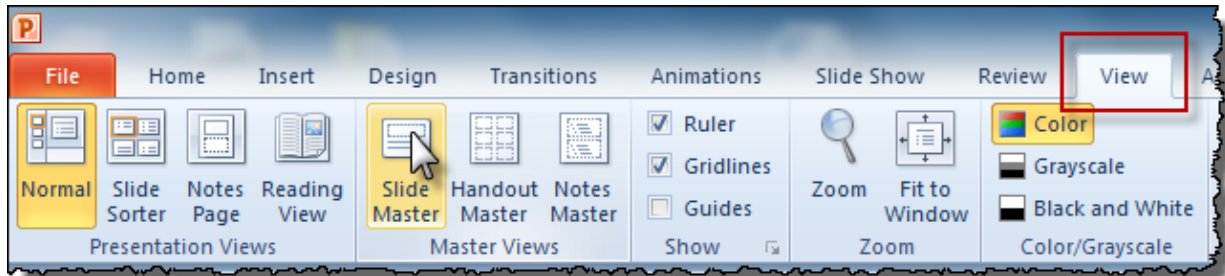 P
File Home Insert Design Transitions Animations Slide Show Review View A
Normal Slide Sorter Notes Page Reading View
Presentation Views
Slide Master Handout Master Notes Master
Master Views
Ruler
Gridlines
Guides
Show
Zoom Fit to Window
Zoom
Color
Grayscale
Black and White
Color/Grayscale